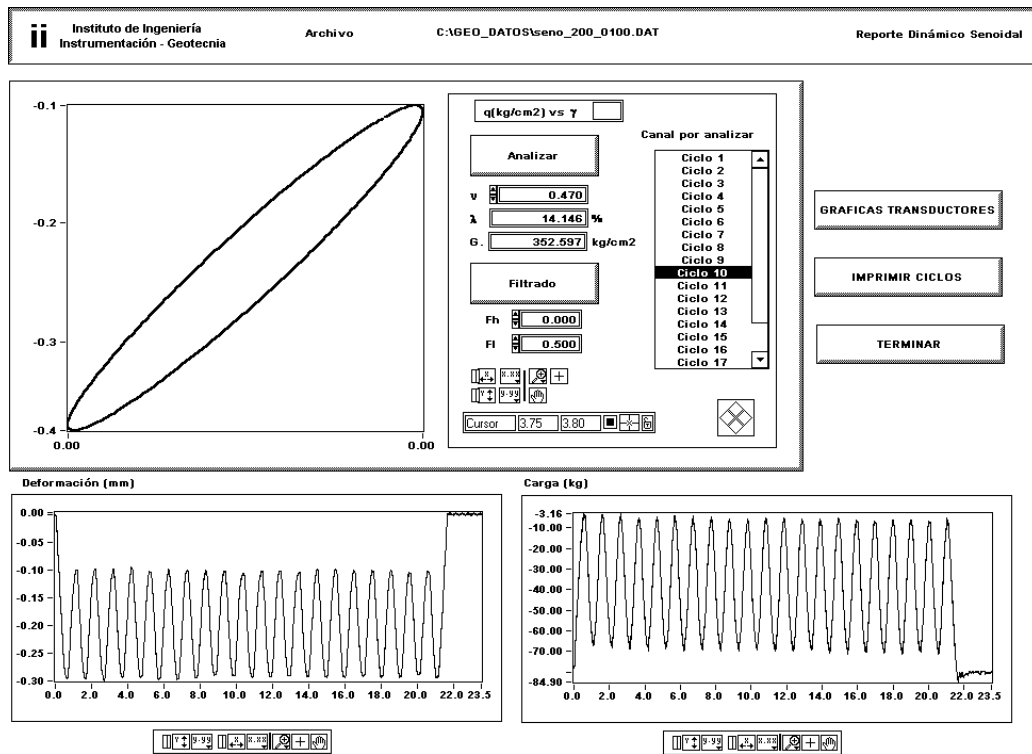 ii Instituto de Ingeniería
Instrumentación - Geotecnia
Archivo C:\GEO_DATOS\seno_200_0100.DAT Reporte Dinámico Senoidal
q(kg/cm2) vs γ
Canal por analizar
Analizar
Ciclo 1
Ciclo 2
Ciclo 3
Ciclo 4
Ciclo 5
Ciclo 6
Ciclo 7
Ciclo 8
Ciclo 9
Ciclo 10
Ciclo 11
Ciclo 12
Ciclo 13
Ciclo 14
Ciclo 15
Ciclo 16
Ciclo 17
υ 0.470
λ 14.146 %
G. 352.597 kg/cm2
Filtrado
Fh 0.000
Fl 0.500
X X.XX
Y y.yy
Cursor 3.75 3.80
-0.1
-0.2
-0.3
-0.4
0.00 0.00
GRAFICAS TRANSDUCTORES
IMPRIMIR CICLOS
TERMINAR
Deformación (mm)
0.00
-0.05
-0.10
-0.15
-0.20
-0.25
-0.30
0.0 2.0 4.0 6.0 8.0 10.0 12.0 14.0 16.0 18.0 20.0 22.0 23.5
Y y.yy X X.XX
Carga (kg)
-3.16
-10.00
-20.00
-30.00
-40.00
-50.00
-60.00
-70.00
-84.90
0.0 2.0 4.0 6.0 8.0 10.0 12.0 14.0 16.0 18.0 20.0 22.0 23.5
Y y.yy X X.XX